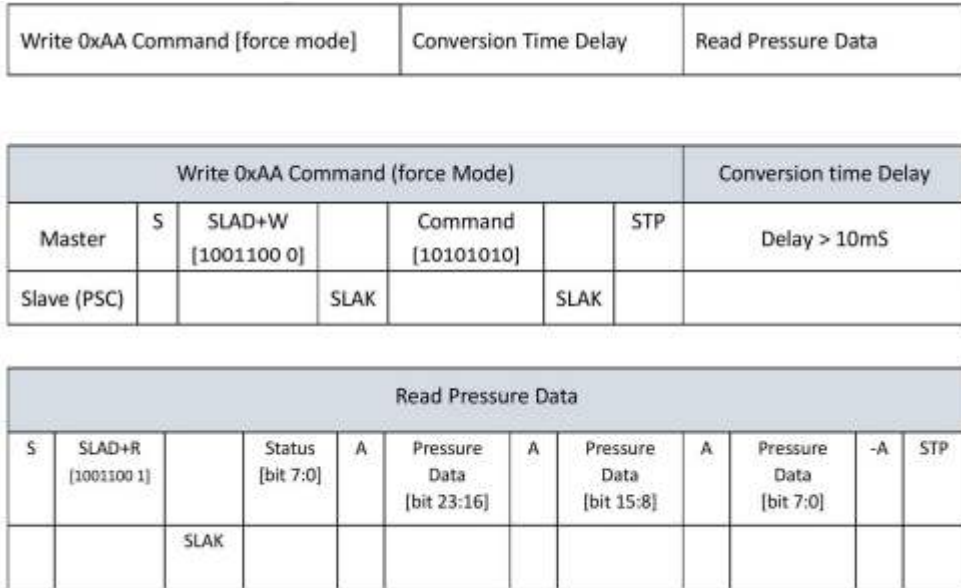 Write 0xAA Command [force mode] Conversion Time Delay Read Pressure Data
Write 0xAA Command (force Mode) Conversion time Delay
Master S SLAD+W Command STP Delay > 10mS
[1001100 0] [10101010]
Slave (PSC) SLAK SLAK
Read Pressure Data
S SLAD+R Status A Pressure A Pressure A Pressure -A STP
[1001100 1] [bit 7:0] Data Data Data
[bit 23:16] [bit 15:8] [bit 7:0]
SLAK